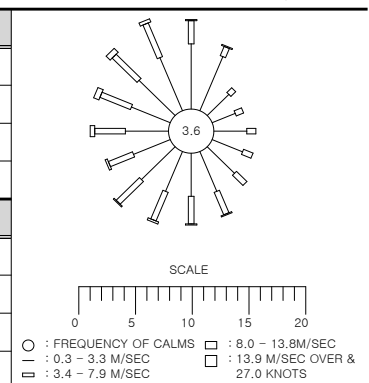 3.6
SCALE
0 5 10 15 20
: FREQUENCY OF CALMS
: 0.3 - 3.3 M/SEC
: 3.4 - 7.9 M/SEC
: 8.0 - 13.8M/SEC
: 13.9 M/SEC OVER &
27.0 KNOTS